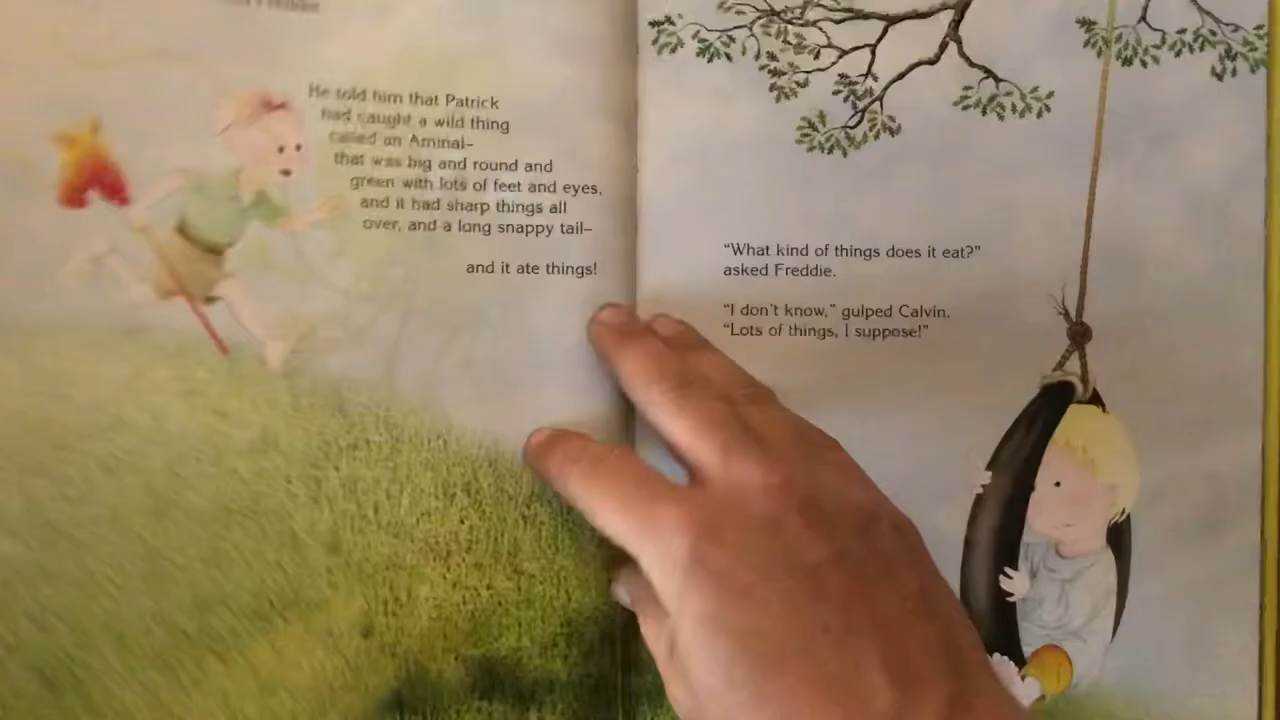 He told him that Patrick
had caught a wild thing
called an Aminal–
that was big and round and
green with lots of feet and eyes,
and it had sharp things all
over, and a long snappy tail–
and it ate things!
“What kind of things does it eat?”
asked Freddie.
“I don't know,” gulped Calvin.
“Lots of things, I suppose!”